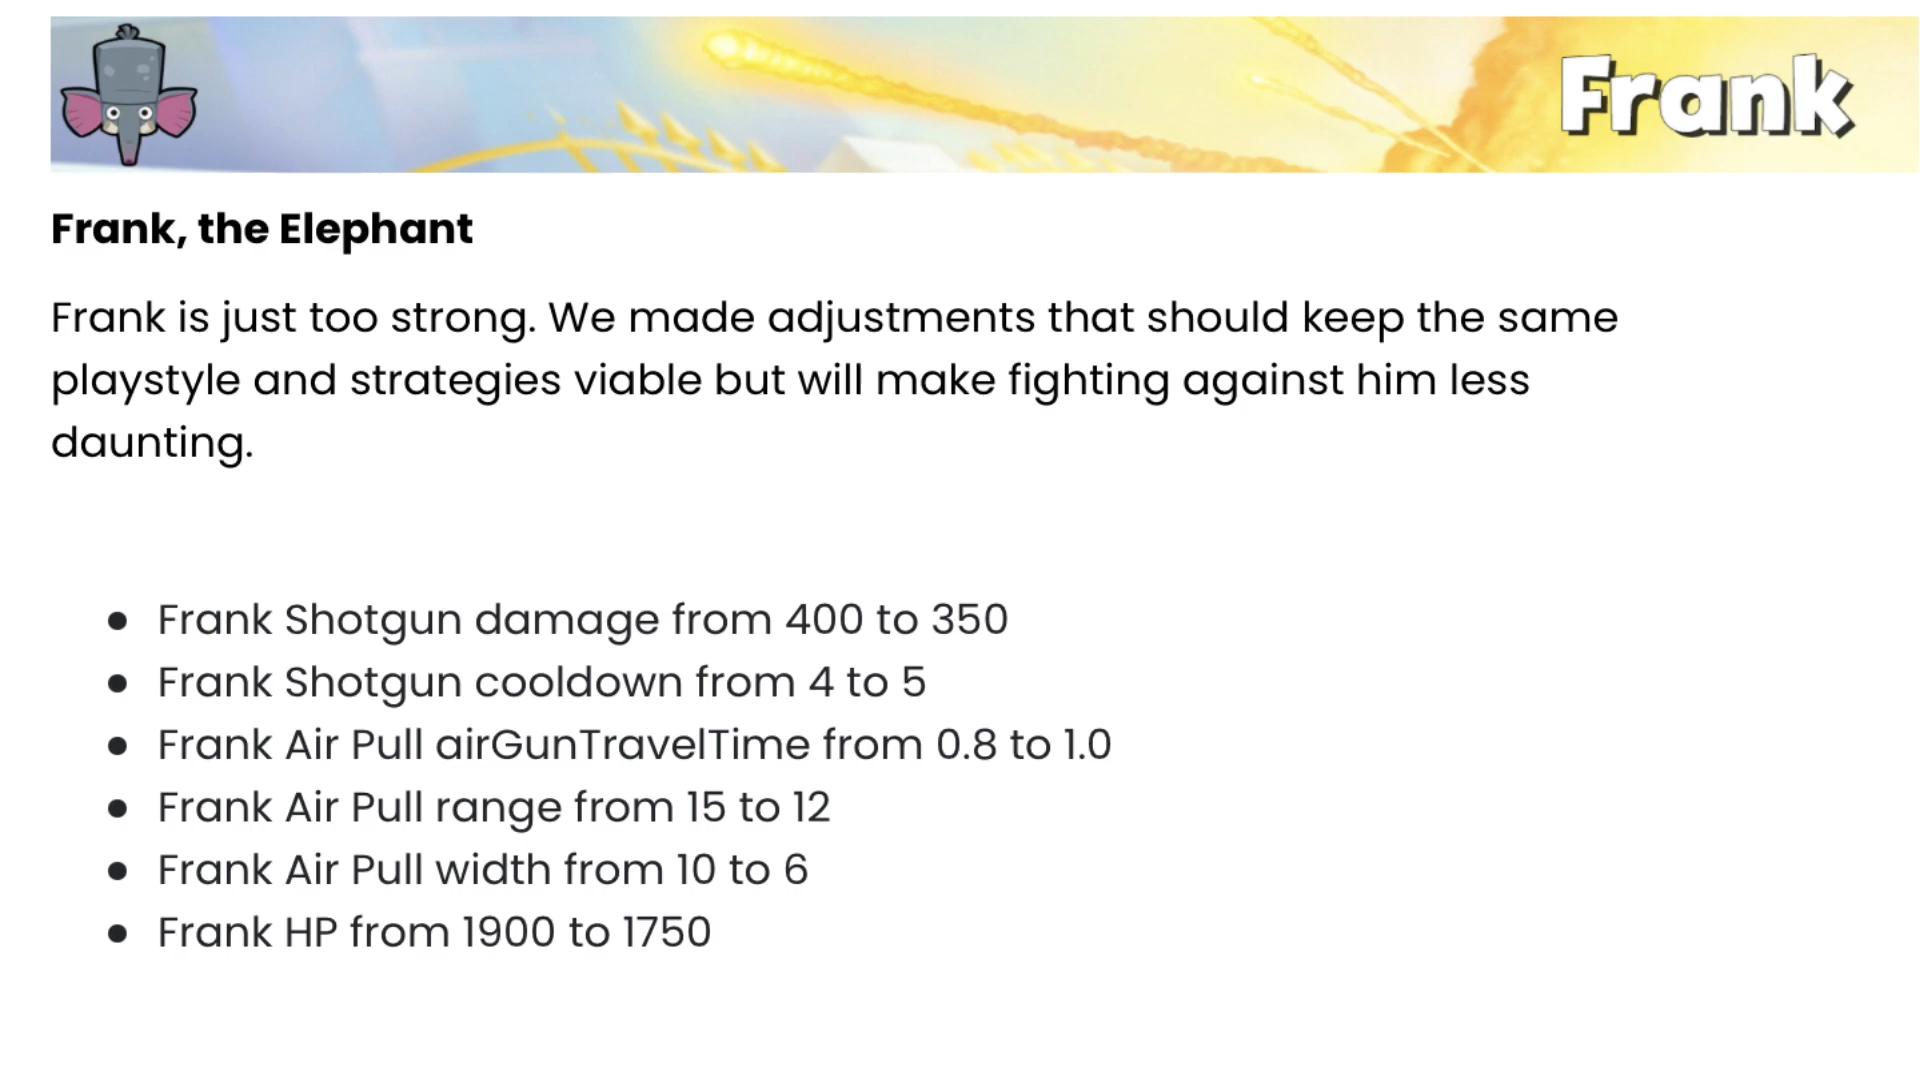 Frank
Frank, the Elephant
Frank is just too strong. We made adjustments that should keep the same
playstyle and strategies viable but will make fighting against him less
daunting.
● Frank Shotgun damage from 400 to 350
● Frank Shotgun cooldown from 4 to 5
● Frank Air Pull airGunTravelTime from 0.8 to 1.0
● Frank Air Pull range from 15 to 12
● Frank Air Pull width from 10 to 6
● Frank HP from 1900 to 1750